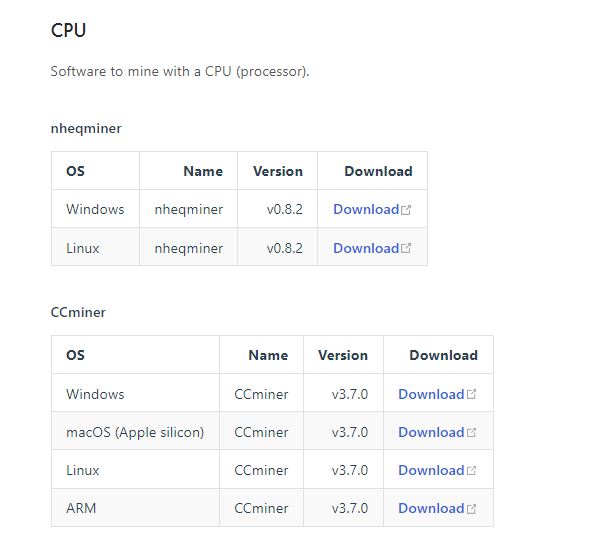 CPU
Software to mine with a CPU (processor).
nheqminer
OS Name Version Download
Windows nheqminer v0.8.2 Download
Linux nheqminer v0.8.2 Download
CCminer
OS Name Version Download
Windows CCminer v3.7.0 Download
macOS (Apple silicon) CCminer v3.7.0 Download
Linux CCminer v3.7.0 Download
ARM CCminer v3.7.0 Download